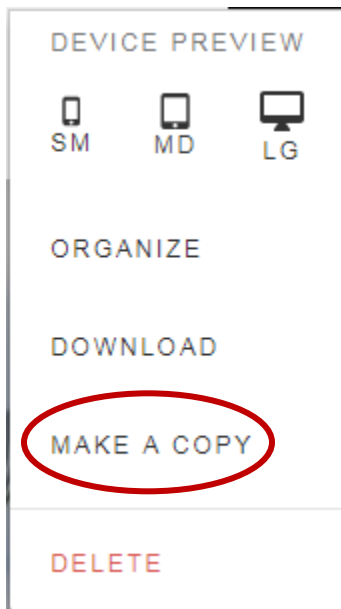 DEVICE PREVIEW
SM MD LG
ORGANIZE
DOWNLOAD
MAKE A COPY
DELETE